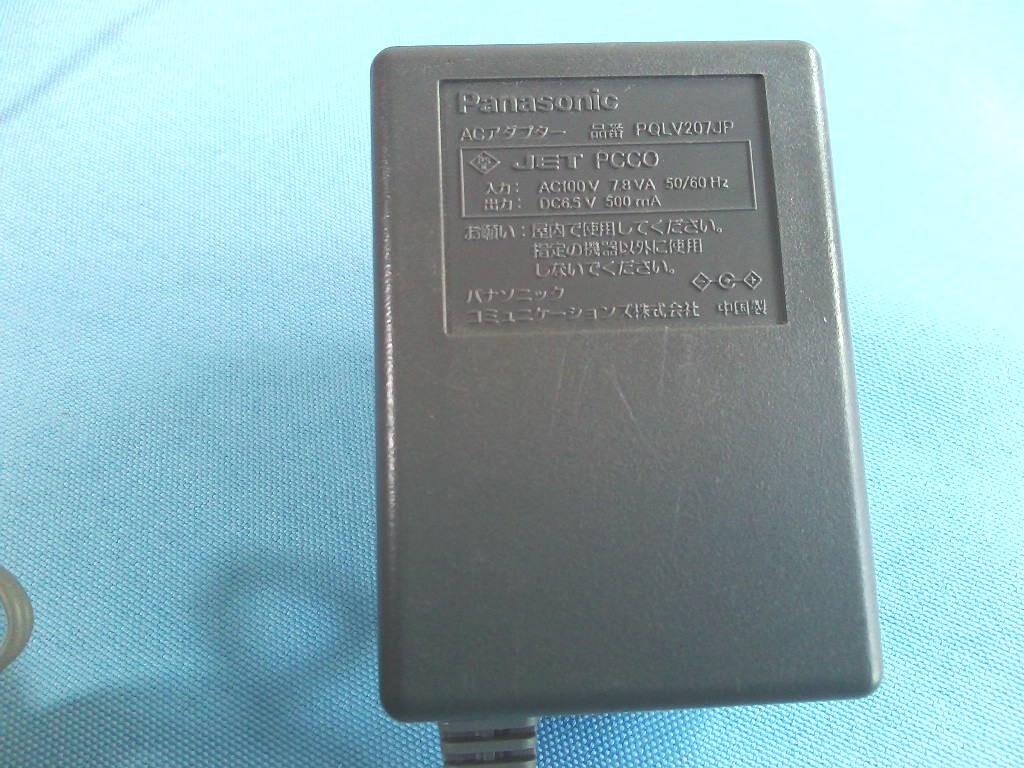 Panasonic
ACアダプター 品番 PQLV207JP
JET PCCO
入力： AC100V 7.8VA 50/60Hz
出力： DC6.5V 500mA
お願い：屋内で使用してください。
指定の機器以外に使用
しないでください。
パナソニック
コミュニケーションズ株式会社 中国製